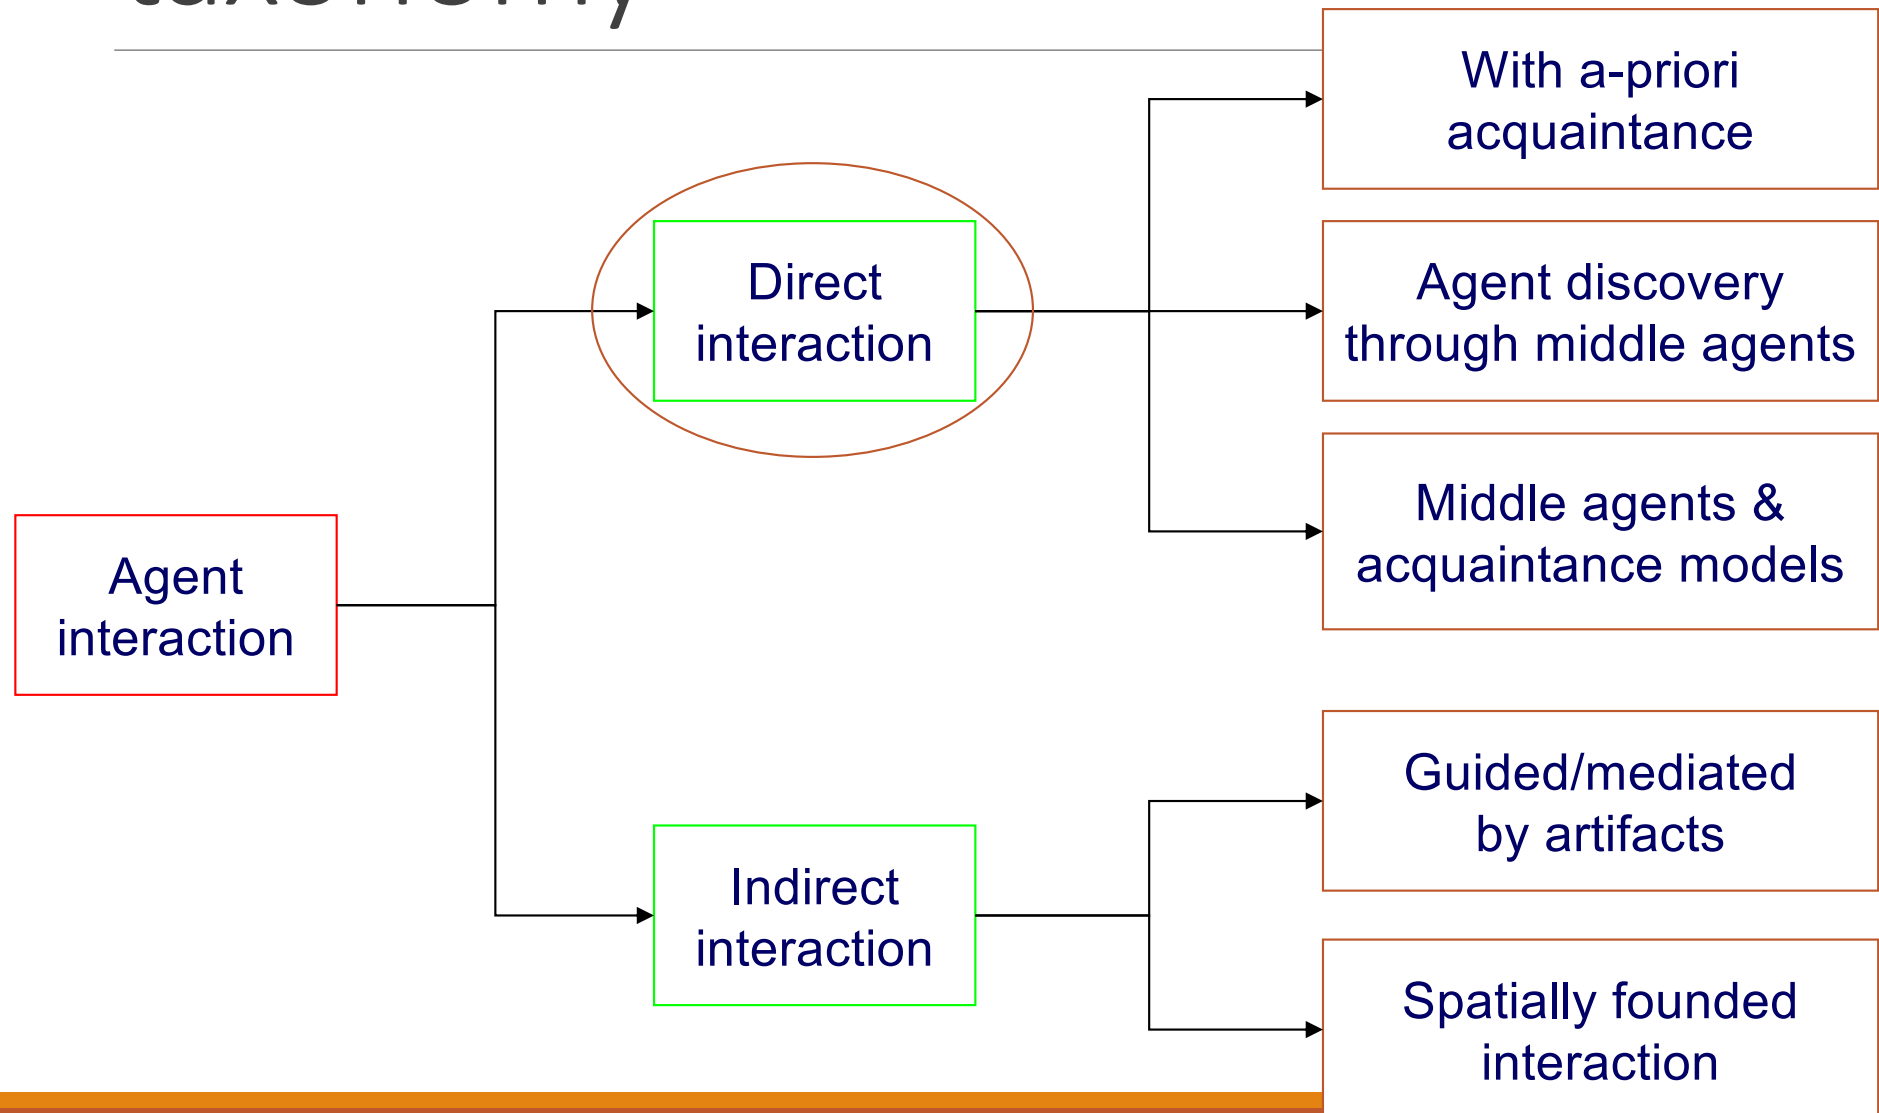 taxonomy
With a-priori
acquaintance
Direct
interaction
Agent discovery
through middle agents
Middle agents &
acquaintance models
Agent
interaction
Guided/mediated
by artifacts
Indirect
interaction
Spatially founded
interaction